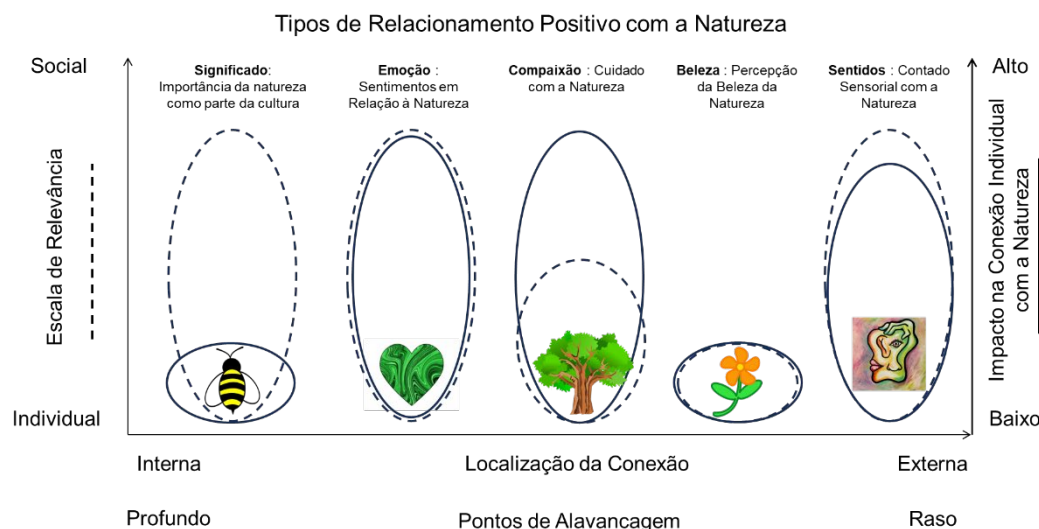 Tipos de Relacionamento Positivo com a Natureza
Social
Alto
Significado:
Importância da natureza
como parte da cultura
Emoção :
Sentimentos em
Relação à Natureza
Compaixão : Cuidado
com a Natureza
Beleza : Percepção
da Beleza da
Natureza
Sentidos : Contado
Sensorial com a
Natureza
Escala de Relevância
Impacto na Conexão Individual
com a Natureza
Individual
Baixo
Interna
Localização da Conexão
Externa
Profundo
Pontos de Alavancagem
Raso